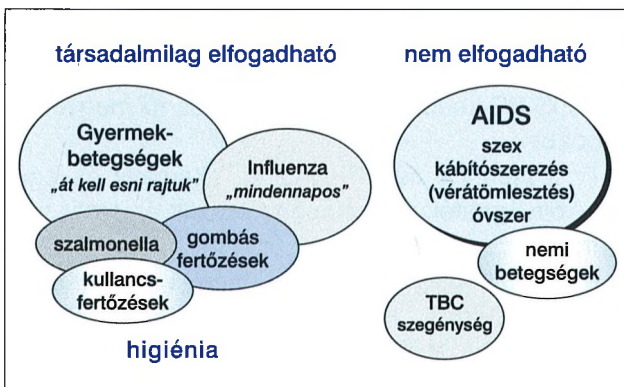 társadalmilag elfogadható
nem elfogadható
Gyermek-
betegségek
„át kell esni rajtuk”
Influenza
„mindennapos”
szalmonella
gombás
fertőzések
kullancs-
fertőzések
higiénia
AIDS
szex
kábítószerezés
(vérátömlesztés)
óvszer
nemi
betegségek
TBC
szegénység